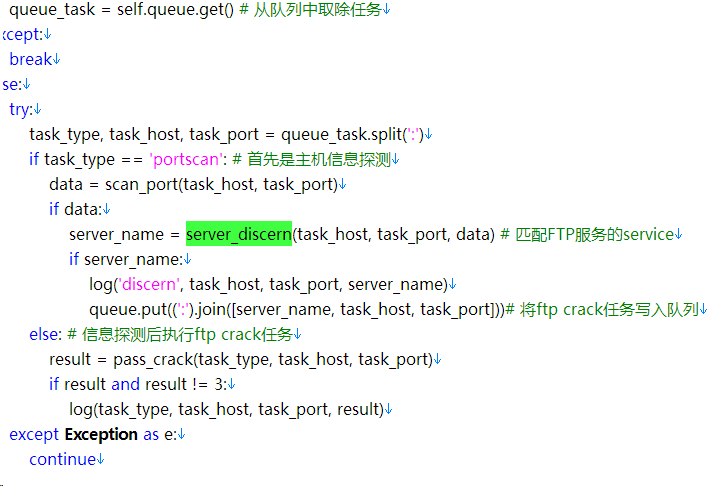 queue_task = self.queue.get() # 从队列中取除任务↓
xcept:↓
break↓
se:↓
try:↓
task_type, task_host, task_port = queue_task.split(':')↓
if task_type == 'portscan': # 首先是主机信息探测↓
data = scan_port(task_host, task_port)↓
if data:↓
server_name = server_discern(task_host, task_port, data) # 匹配FTP服务的service↓
if server_name:↓
log('discern', task_host, task_port, server_name)↓
queue.put((':').join([server_name, task_host, task_port]))# 将ftp crack任务写入队列↓
else: # 信息探测后执行ftp crack任务↓
result = pass_crack(task_type, task_host, task_port)↓
if result and result != 3:↓
log(task_type, task_host, task_port, result)↓
except Exception as e:↓
continue↓